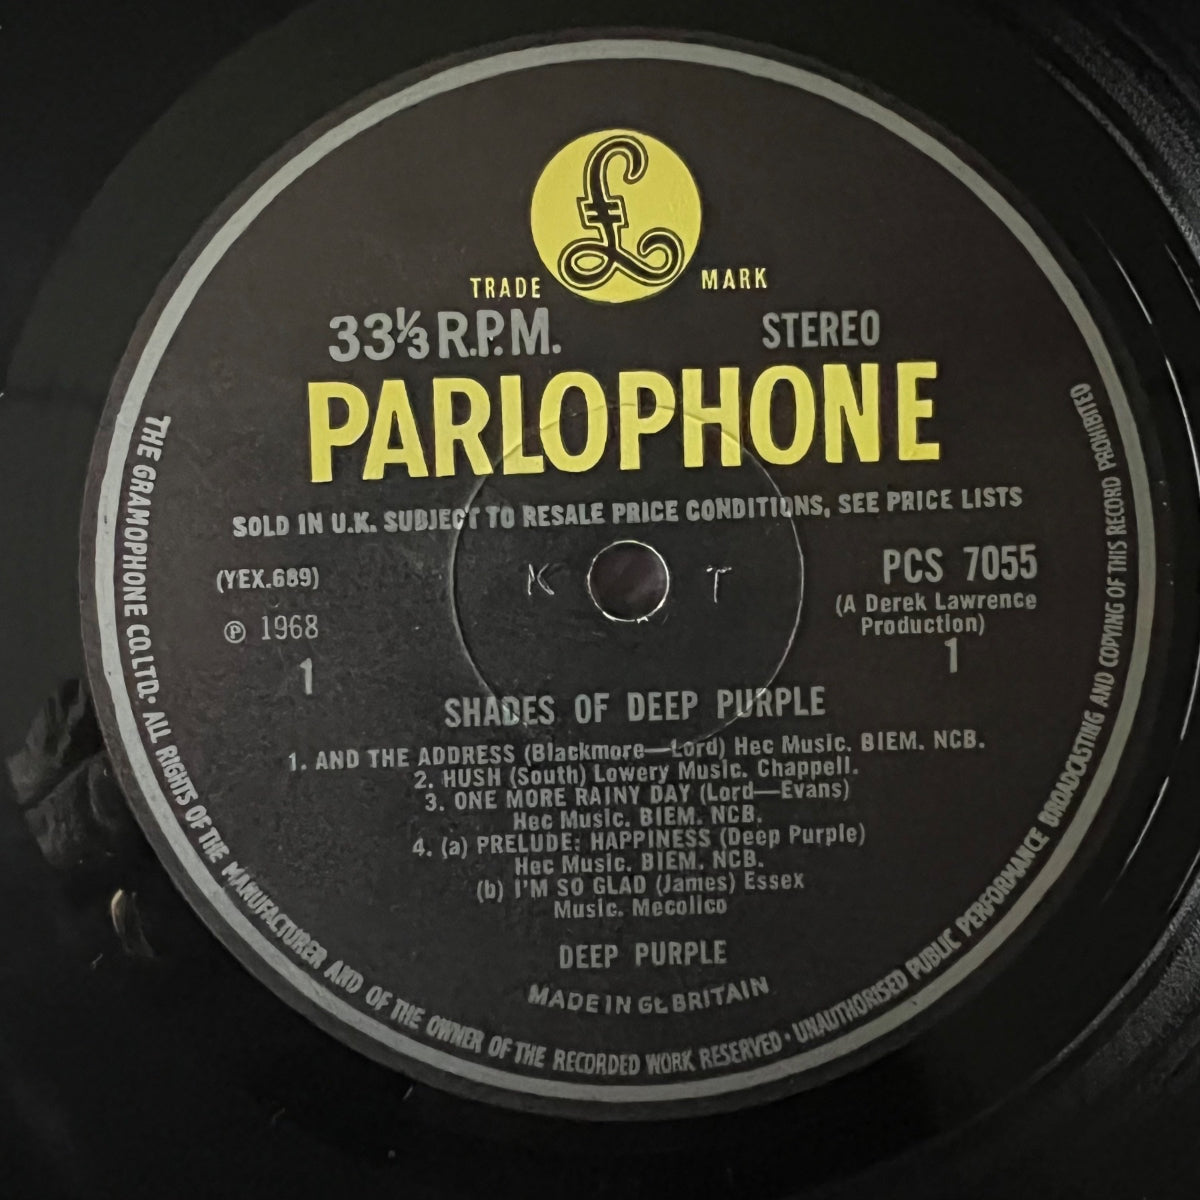 £
TRADE MARK
33⅓ R.P.M. STEREO
PARLOPHONE
SOLD IN U.K. SUBJECT TO RESALE PRICE CONDITIONS, SEE PRICE LISTS
(YEX.689) PCS 7055
℗ 1968 (A Derek Lawrence
Production)
1 1
K T
SHADES OF DEEP PURPLE
1. AND THE ADDRESS (Blackmore—Lord) Hec Music. BIEM. NCB.
2. HUSH (South) Lowery Music. Chappell.
3. ONE MORE RAINY DAY (Lord—Evans)
Hec Music. BIEM. NCB.
4. (a) PRELUDE: HAPPINESS (Deep Purple)
Hec Music. BIEM. NCB.
(b) I'M SO GLAD (James) Essex
Music. Mecolico
DEEP PURPLE
MADE IN Gt. BRITAIN
THE GRAMOPHONE CO. LTD. • ALL RIGHTS OF THE MANUFACTURER AND OF THE OWNER OF THE RECORDED WORK RESERVED • UNAUTHORISED PUBLIC PERFORMANCE BROADCASTING AND COPYING OF THIS RECORD PROHIBITED